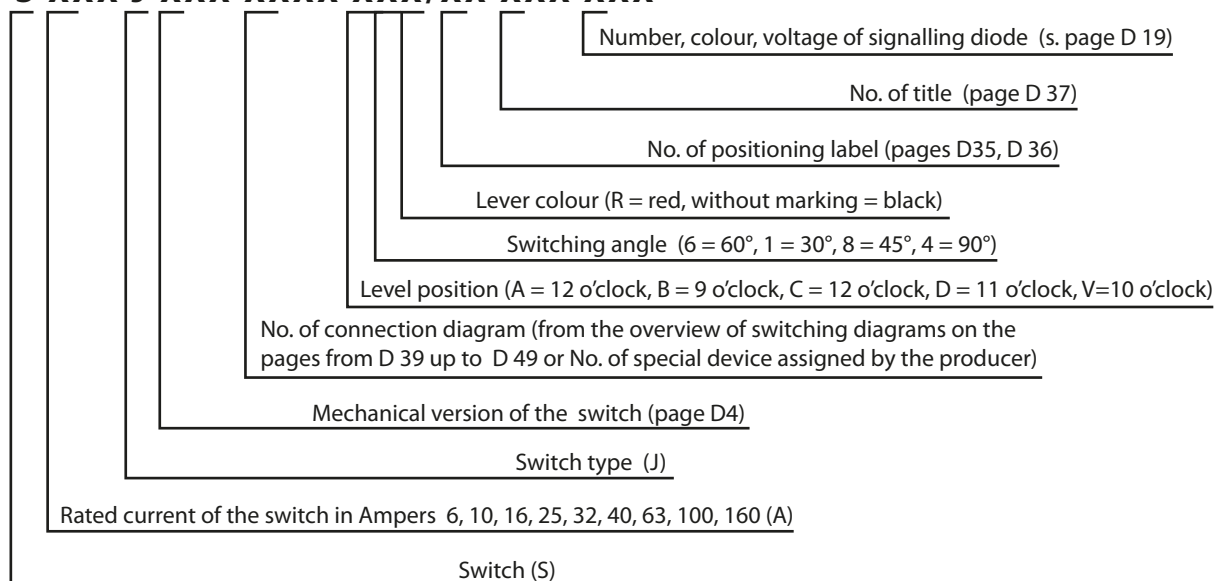 Number, colour, voltage of signalling diode (s. page D 19)
No. of title (page D 37)
No. of positioning label (pages D35, D 36)
Lever colour (R = red, without marking = black)
Switching angle (6 = 60°, 1 = 30°, 8 = 45°, 4 = 90°)
Level position (A = 12 o'clock, B = 9 o'clock, C = 12 o'clock, D = 11 o'clock, V=10 o'clock)
No. of connection diagram (from the overview of switching diagrams on the
pages from D 39 up to D 49 or No. of special device assigned by the producer)
Mechanical version of the switch (page D4)
Switch type (J)
Rated current of the switch in Ampers 6, 10, 16, 25, 32, 40, 63, 100, 160 (A)
Switch (S)